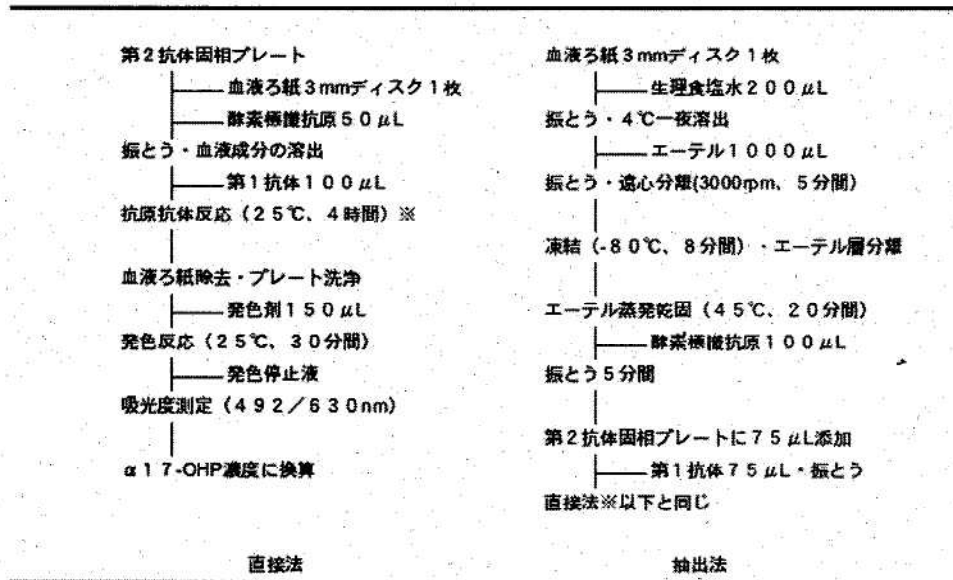 第2抗体固相プレート
血液ろ紙3mmディスク1枚
酵素標識抗原50μL
振とう・血液成分の溶出
第1抗体100μL
抗原抗体反応(25℃、4時間)※
血液ろ紙除去・プレート洗浄
発色剤150μL
発色反応(25℃、30分間)
発色停止液
吸光度測定(492/630nm)
α17-OHP濃度に換算
直接法
血液ろ紙3mmディスク1枚
生理食塩水200μL
振とう・4℃一夜溶出
エーテル1000μL
振とう・遠心分離(3000rpm、5分間)
凍結(-80℃、8分間)・エーテル層分離
エーテル蒸発乾固(45℃、20分間)
酵素標識抗原100μL
振とう5分間
第2抗体固相プレートに75μL添加
第1抗体75μL・振とう
直接法※以下と同じ
抽出法